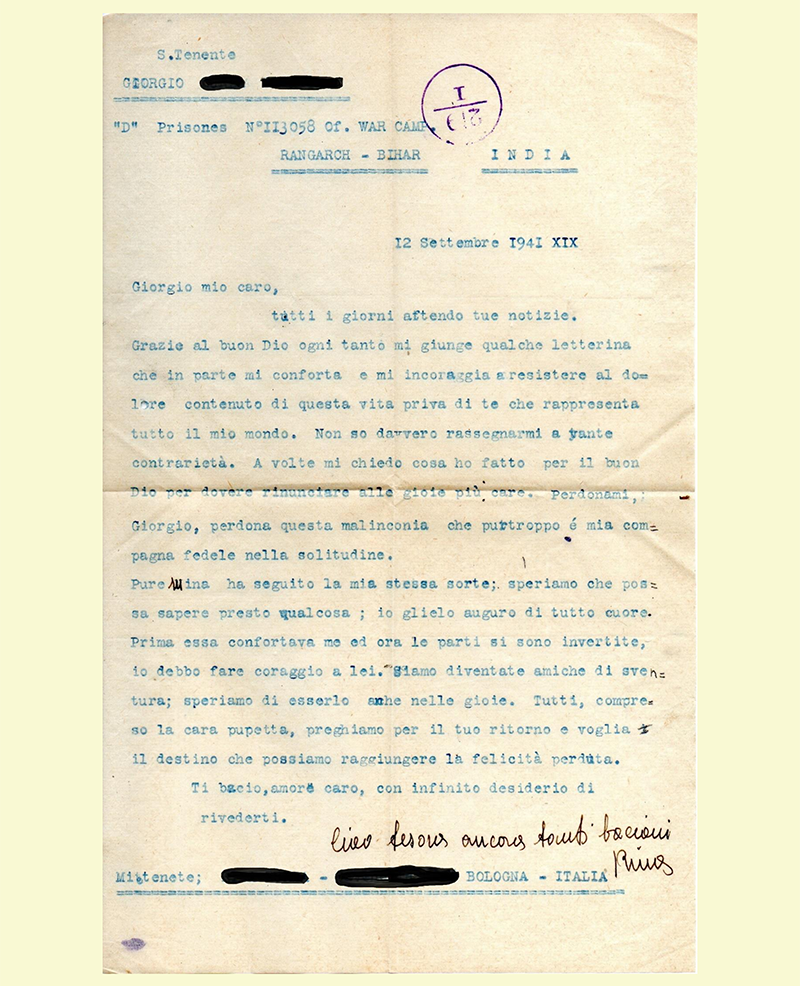 S.Tenente
GIORGIO
"D" Prisones N°113058 Of. WAR CAMP.
RANGARCH - BIHAR INDIA
I
219
12 Settembre 1941 XIX
Giorgio mio caro,
tutti i giorni aftendo tue notizie.
Grazie al buon Dio ogni tanto mi giunge qualche letterina
che in parte mi conforta e mi incoraggia a resistere al do=
lore contenuto di questa vita priva di te che rappresenta
tutto il mio mondo. Non so davvero rassegnarmi a tante
contrarietà. A volte mi chiedo cosa ho fatto per il buon
Dio per dovere rinunciare alle gioie più care. Perdonami,;
Giorgio, perdona questa malinconia che purtroppo é mia com=
pagna fedele nella solitudine.
Pure Mina ha seguito la mia stessa sorte; speriamo che pos=
sa sapere presto qualcosa ; io glielo auguro di tutto cuore.
Prima essa confortava me ed ora le parti si sono invertite,
io debbo fare coraggio a lei. Siamo diventate amiche di sven=
tura; speriamo di esserlo anhe nelle gioie. Tutti, compre=
so la cara pupetta, preghiamo per il tuo ritorno e voglia
il destino che possiamo raggiungere la felicità perduta.
Ti bacio,amore caro, con infinito desiderio di
rivederti.
Ciao tesoro ancora tanti bacioni
Mittenete; - BOLOGNA - ITALIA